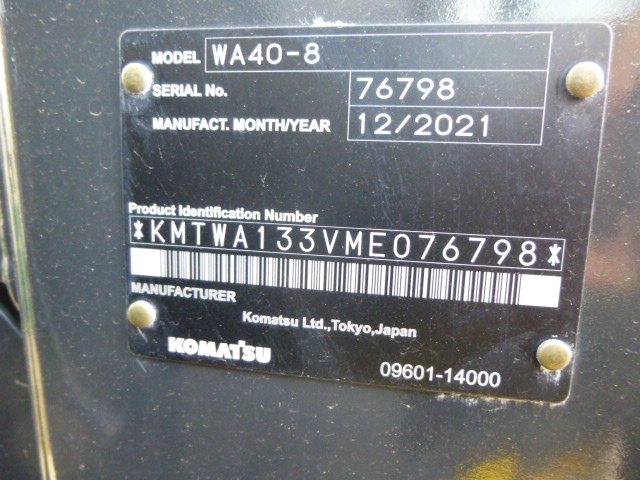 MODEL WA40-8
SERIAL No. 76798
MANUFACT. MONTH/YEAR 12/2021
Product Identification Number
*KMTWA133VME076798*
MANUFACTURER
Komatsu Ltd.,Tokyo,Japan
KOMATSU
09601-14000